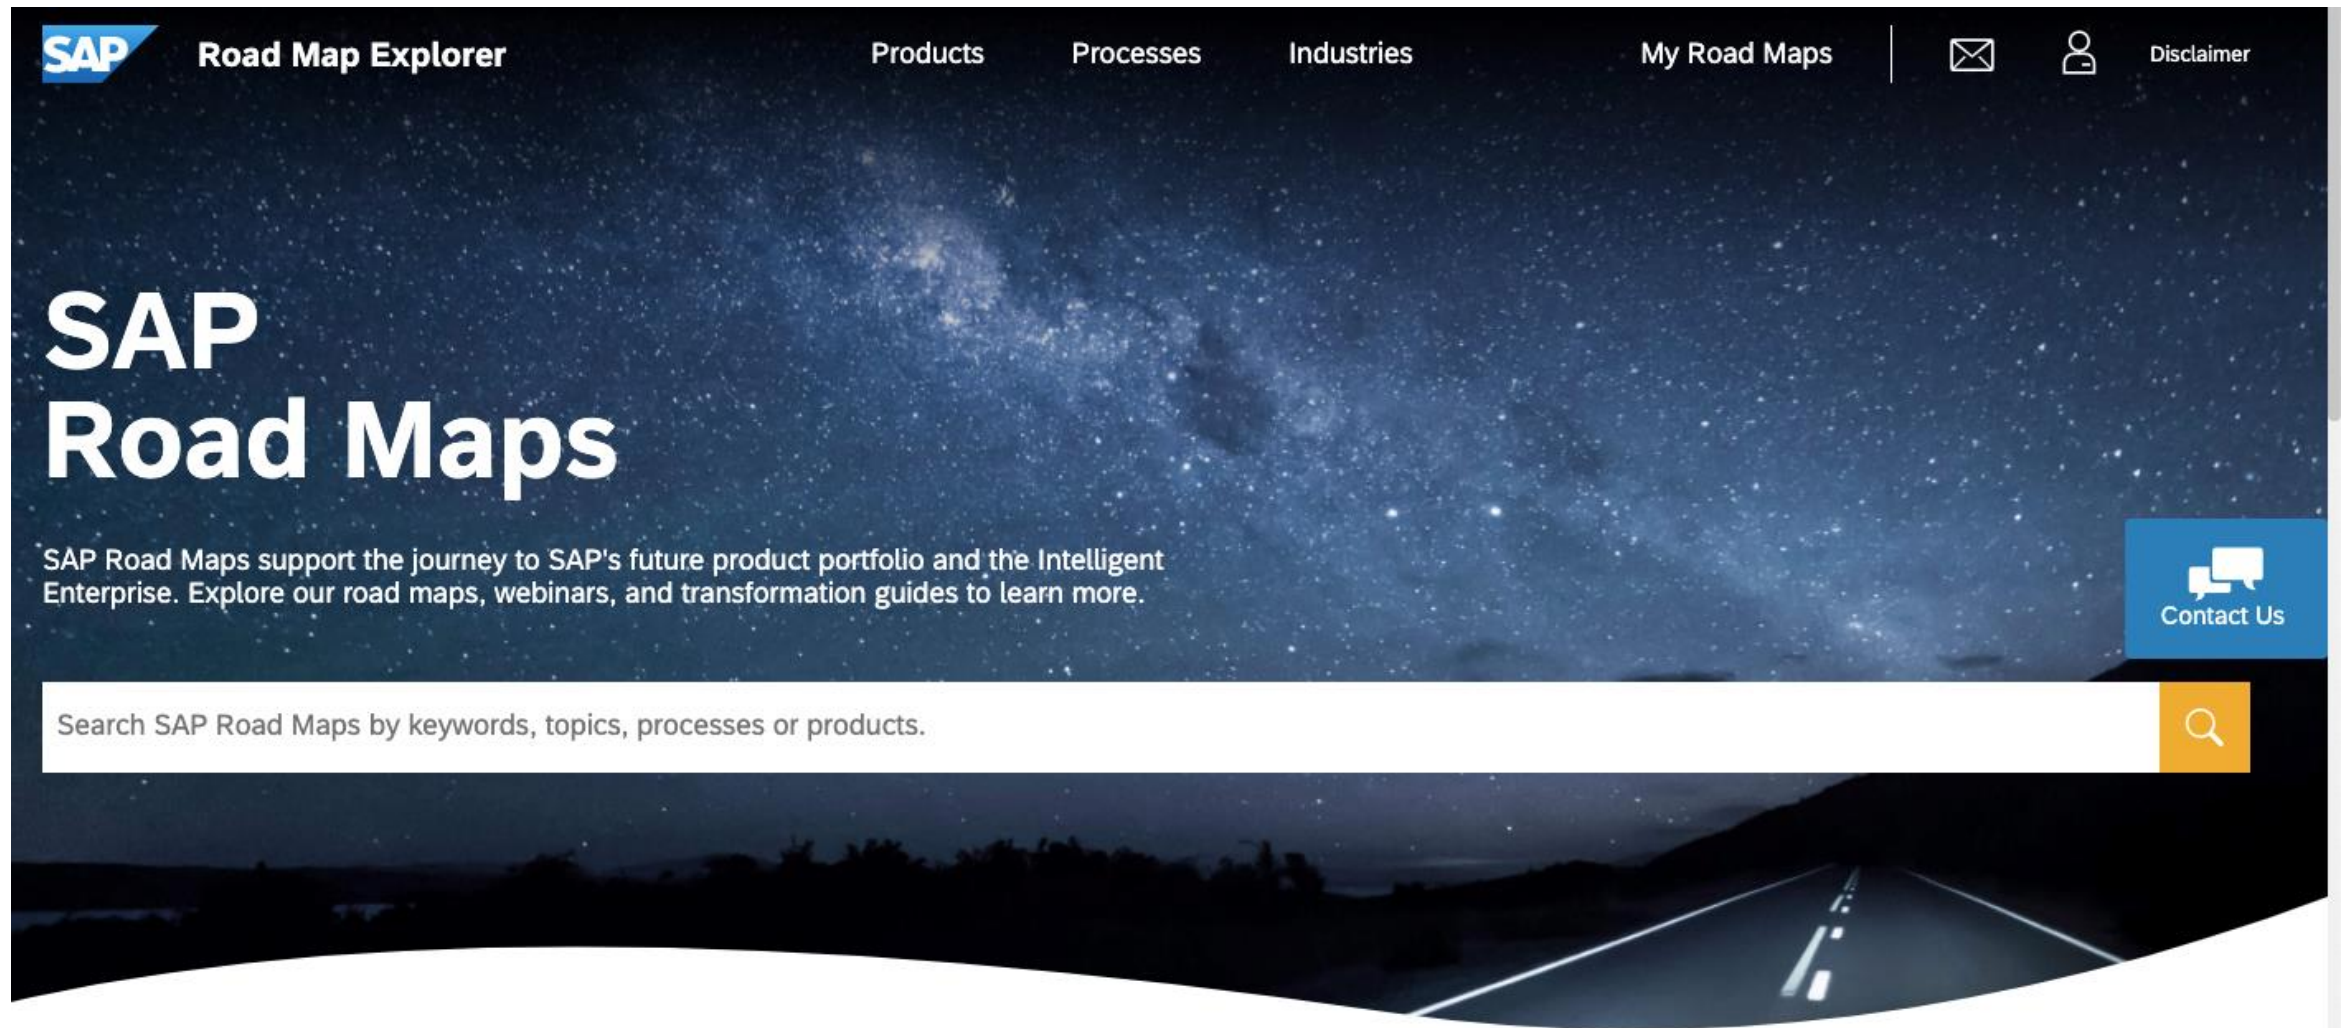 SAP Road Map Explorer Products Processes Industries My Road Maps Disclaimer
SAP
Road Maps
SAP Road Maps support the journey to SAP's future product portfolio and the Intelligent
Enterprise. Explore our road maps, webinars, and transformation guides to learn more.
Contact Us
Search SAP Road Maps by keywords, topics, processes or products.